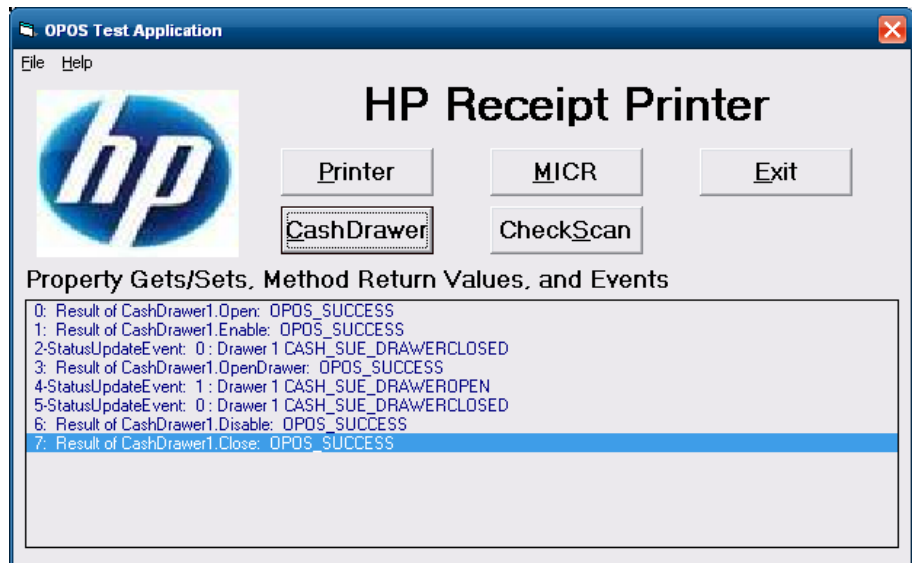 OPOS Test Application
File Help
hp
HP Receipt Printer
Printer MICR Exit
CashDrawer CheckScan
Property Gets/Sets, Method Return Values, and Events
0: Result of CashDrawer1.Open: OPOS_SUCCESS
1: Result of CashDrawer1.Enable: OPOS_SUCCESS
2-StatusUpdateEvent: 0 : Drawer 1 CASH_SUE_DRAWERCLOSED
3: Result of CashDrawer1.OpenDrawer: OPOS_SUCCESS
4-StatusUpdateEvent: 1 : Drawer 1 CASH_SUE_DRAWEROPEN
5-StatusUpdateEvent: 0 : Drawer 1 CASH_SUE_DRAWERCLOSED
6: Result of CashDrawer1.Disable: OPOS_SUCCESS
7: Result of CashDrawer1.Close: OPOS_SUCCESS